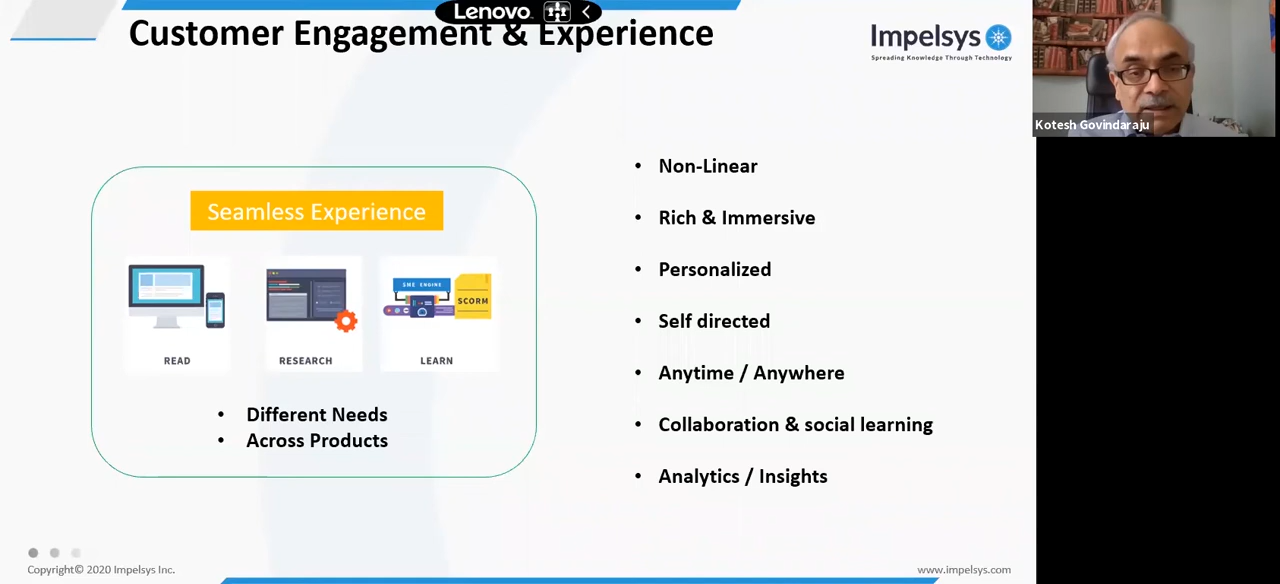 Lenovo
Customer Engagement & Experience
Impelsys
Spreading Knowledge Through Technology
Kotesh Govindaraju
Seamless Experience
SME ENGINE
SCORM
READ
RESEARCH
LEARN
• Different Needs
• Across Products
• Non-Linear
• Rich & Immersive
• Personalized
• Self directed
• Anytime / Anywhere
• Collaboration & social learning
• Analytics / Insights
Copyright© 2020 Impelsys Inc.
www.impelsys.com